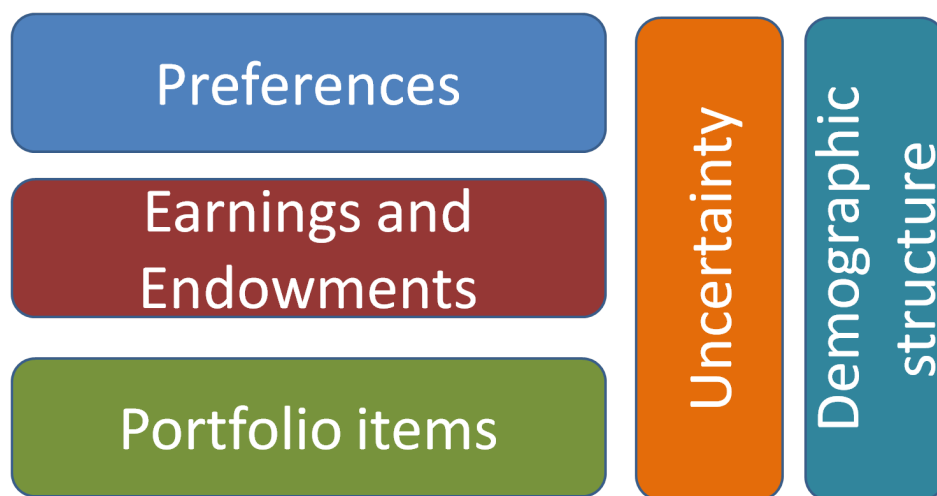 Preferences
Earnings and
Endowments
Portfolio items
Uncertainty
Demographic
structure